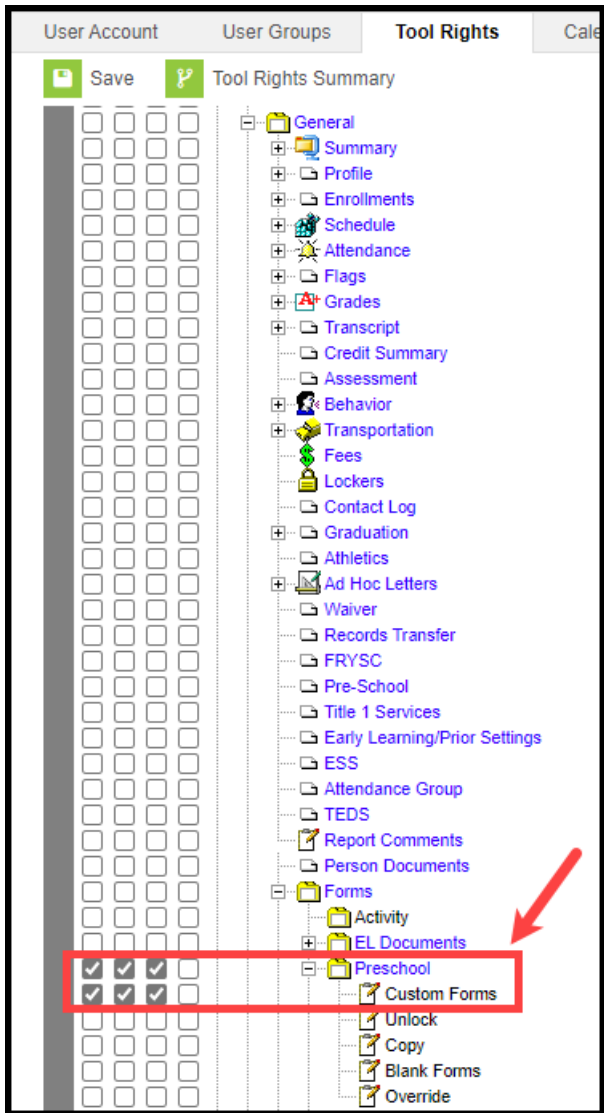 User Account User Groups Tool Rights Cale
Save Tool Rights Summary
General
Summary
Profile
Enrollments
Schedule
Attendance
Flags
A+ Grades
Transcript
Credit Summary
Assessment
Behavior
Transportation
$ Fees
Lockers
Contact Log
Graduation
Athletics
Ad Hoc Letters
Waiver
Records Transfer
FRYSC
Pre-School
Title 1 Services
Early Learning/Prior Settings
ESS
Attendance Group
TEDS
Report Comments
Person Documents
Forms
Activity
EL Documents
Preschool
Custom Forms
Unlock
Copy
Blank Forms
Override